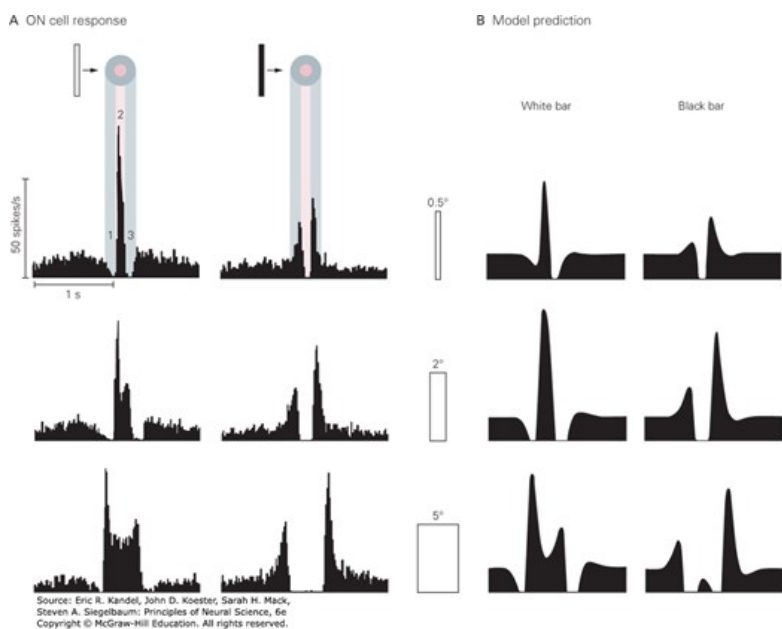 A ON cell response
B Model prediction
White bar
Black bar
2
50 spikes/s
1
3
0.5°
1 s
2°
5°
Source: Eric R. Kandel, John D. Koester, Sarah H. Mack,
Steven A. Siegelbaum: Principles of Neural Science, 6e
Copyright © McGraw-Hill Education. All rights reserved.